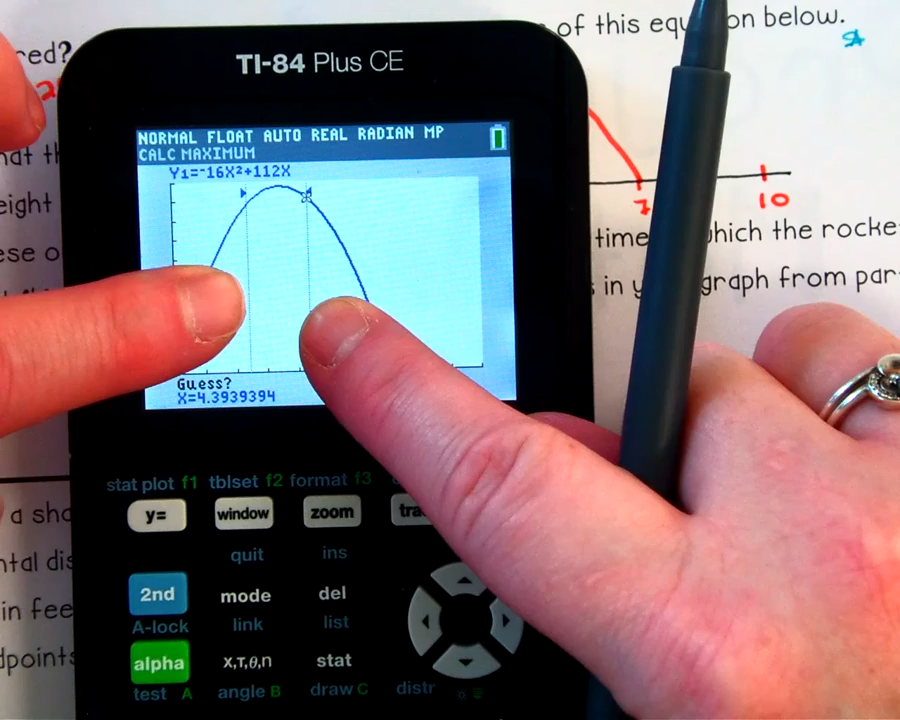 of this equ on below.
red?
TI-84 Plus CE
NORMAL FLOAT AUTO REAL RADIAN MP
CALC MAXIMUM
Y1=-16X²+112X
7
10
eight
time which the rocke
ese o
in y graph from par
Guess?
X=4.3939394
stat plot f1 tblset f2 format f3
y= window zoom tra
a sho
quit ins
ntal dis
2nd mode del
in fee
A-lock link list
alpha X,T,θ,n stat
dpoints
test A angle B draw C distr